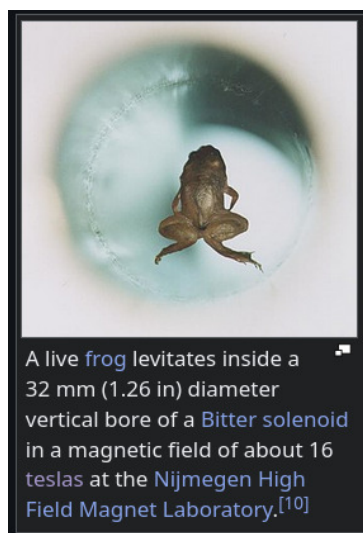 A live frog levitates inside a
32 mm (1.26 in) diameter
vertical bore of a Bitter solenoid
in a magnetic field of about 16
teslas at the Nijmegen High
Field Magnet Laboratory.[10]